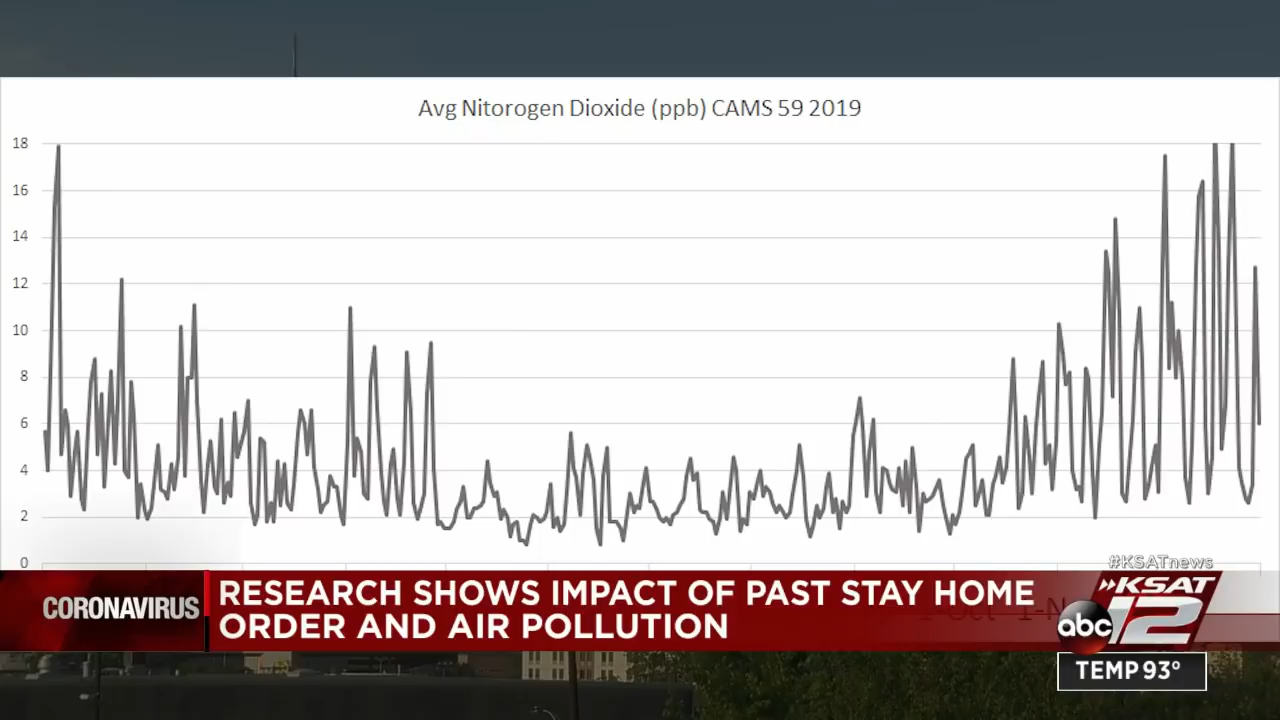 Avg Nitorogen Dioxide (ppb) CAMS 59 2019
18
16
14
12
10
8
6
4
2
0
#KSATnews
CORONAVIRUS
RESEARCH SHOWS IMPACT OF PAST STAY HOME
ORDER AND AIR POLLUTION
KSAT
abc 12
TEMP 93°